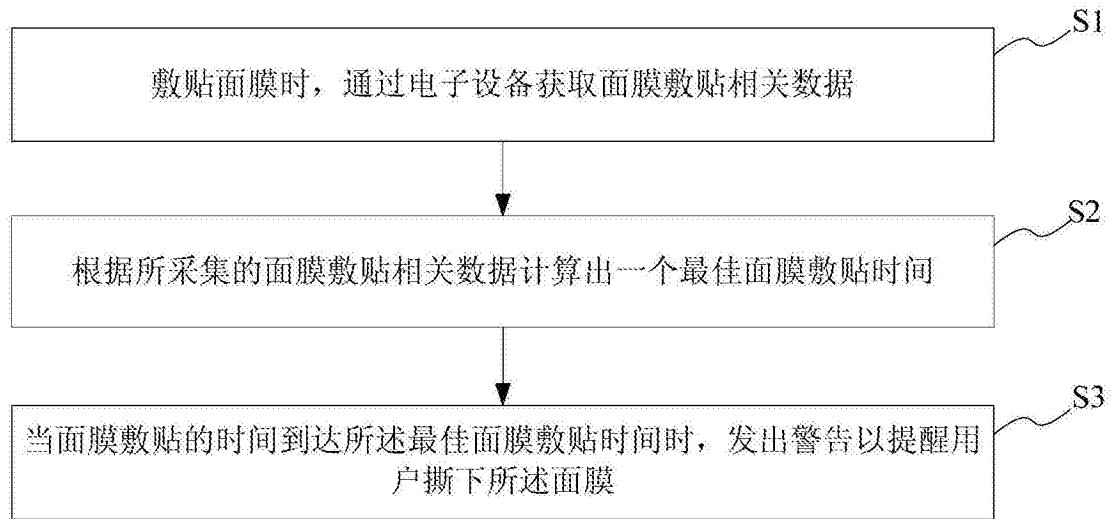 S1
敷贴面膜时，通过电子设备获取面膜敷贴相关数据
S2
根据所采集的面膜敷贴相关数据计算出一个最佳面膜敷贴时间
S3
当面膜敷贴的时间到达所述最佳面膜敷贴时间时，发出警告以提醒用
户撕下所述面膜